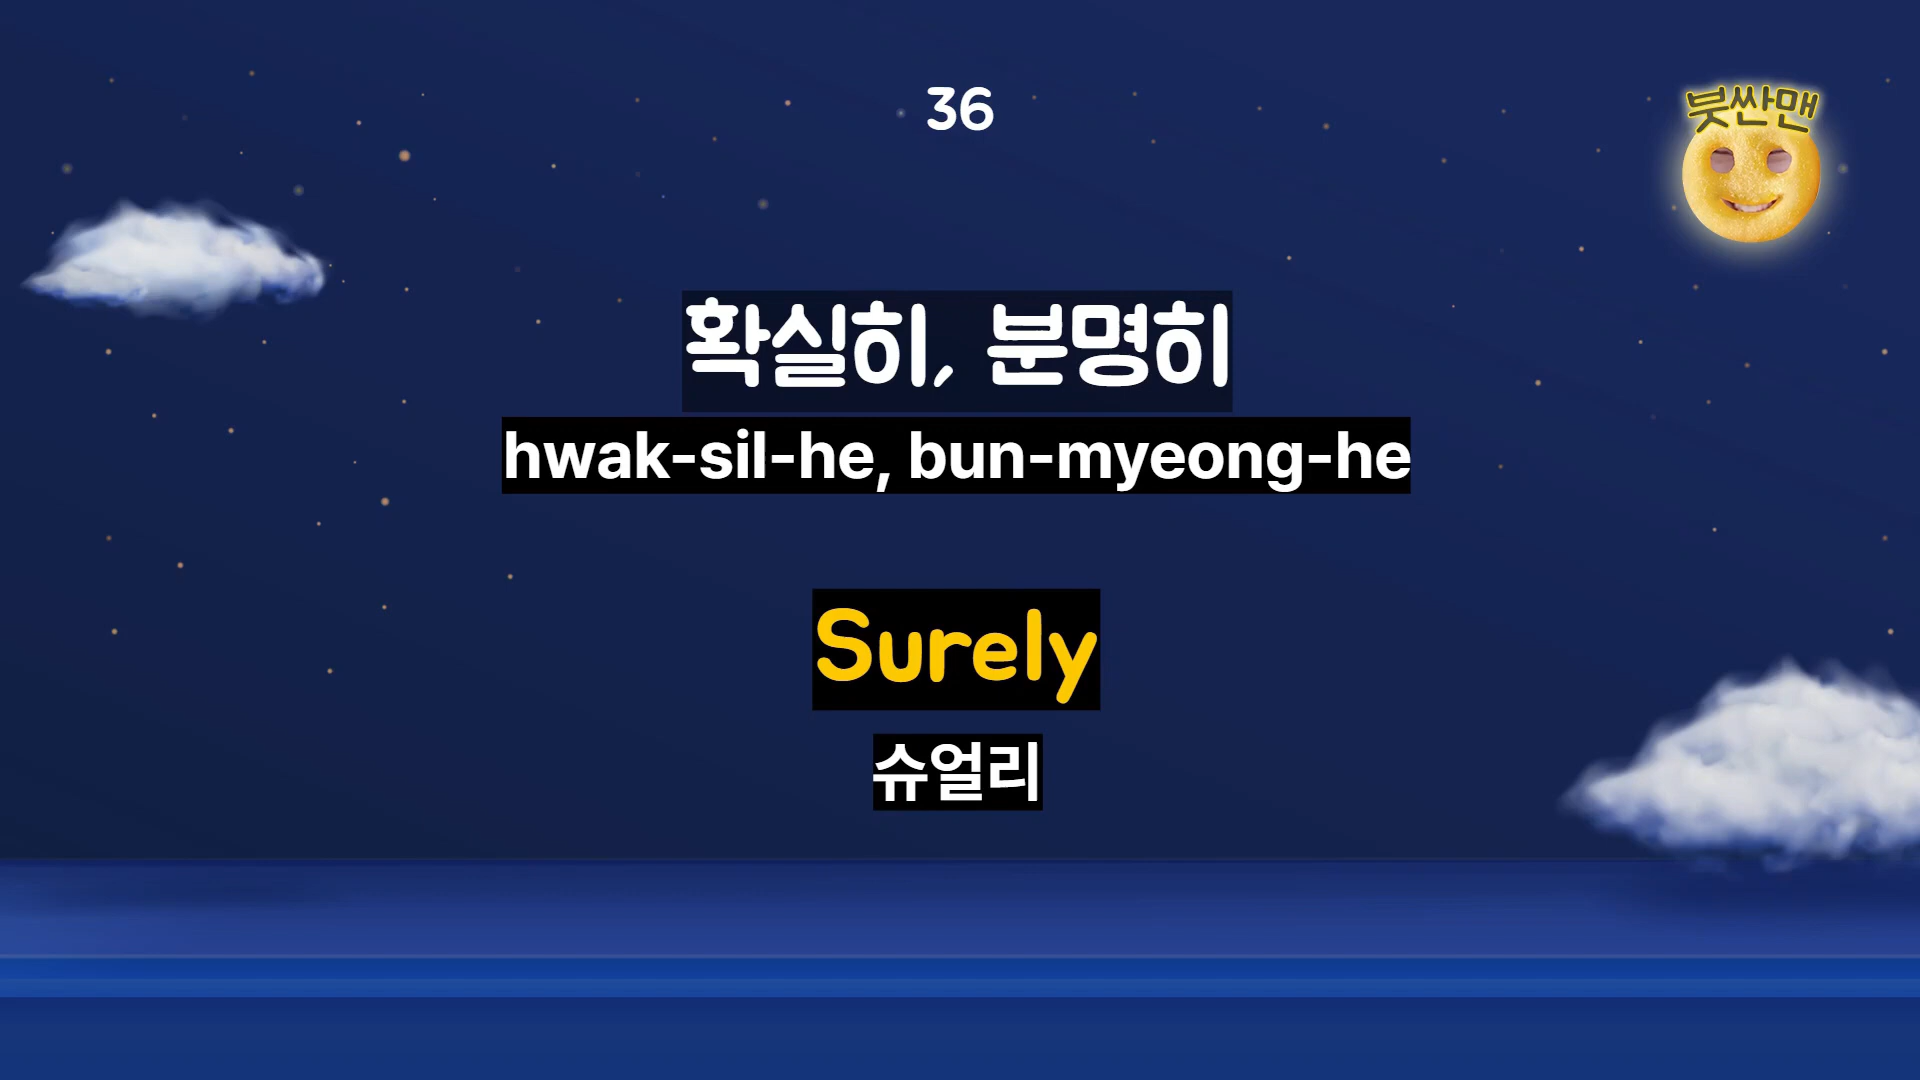 36
붓싼맨
확실히, 분명히
hwak-sil-he, bun-myeong-he
Surely
슈얼리